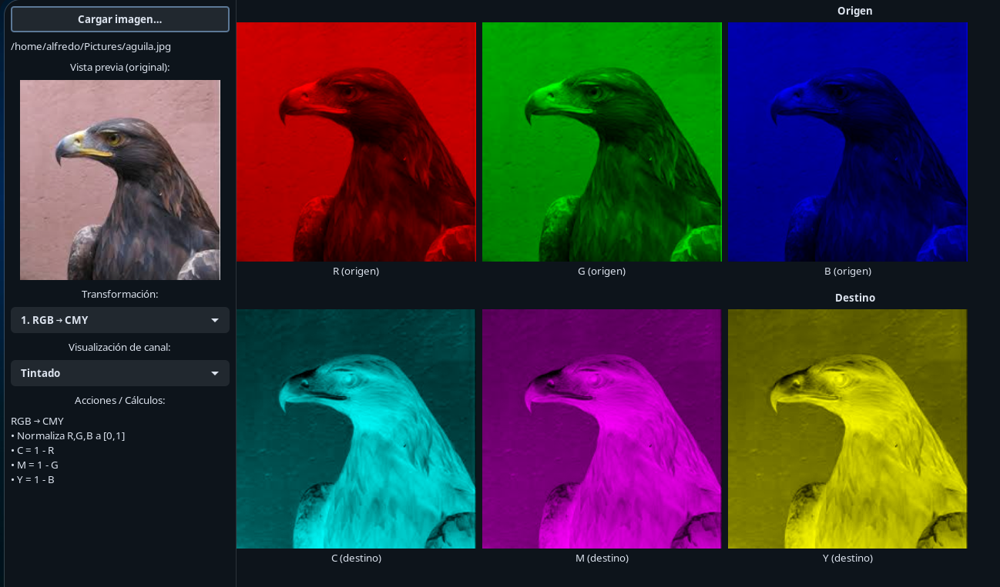 Cargar imagen...
/home/alfredo/Pictures/aguila.jpg
Vista previa (original):
Transformación:
1. RGB → CMY
Visualización de canal:
Tintado
Acciones / Cálculos:
RGB → CMY
• Normaliza R,G,B a [0,1]
• C = 1 - R
• M = 1 - G
• Y = 1 - B
Origen
R (origen)
G (origen)
B (origen)
Destino
C (destino)
M (destino)
Y (destino)